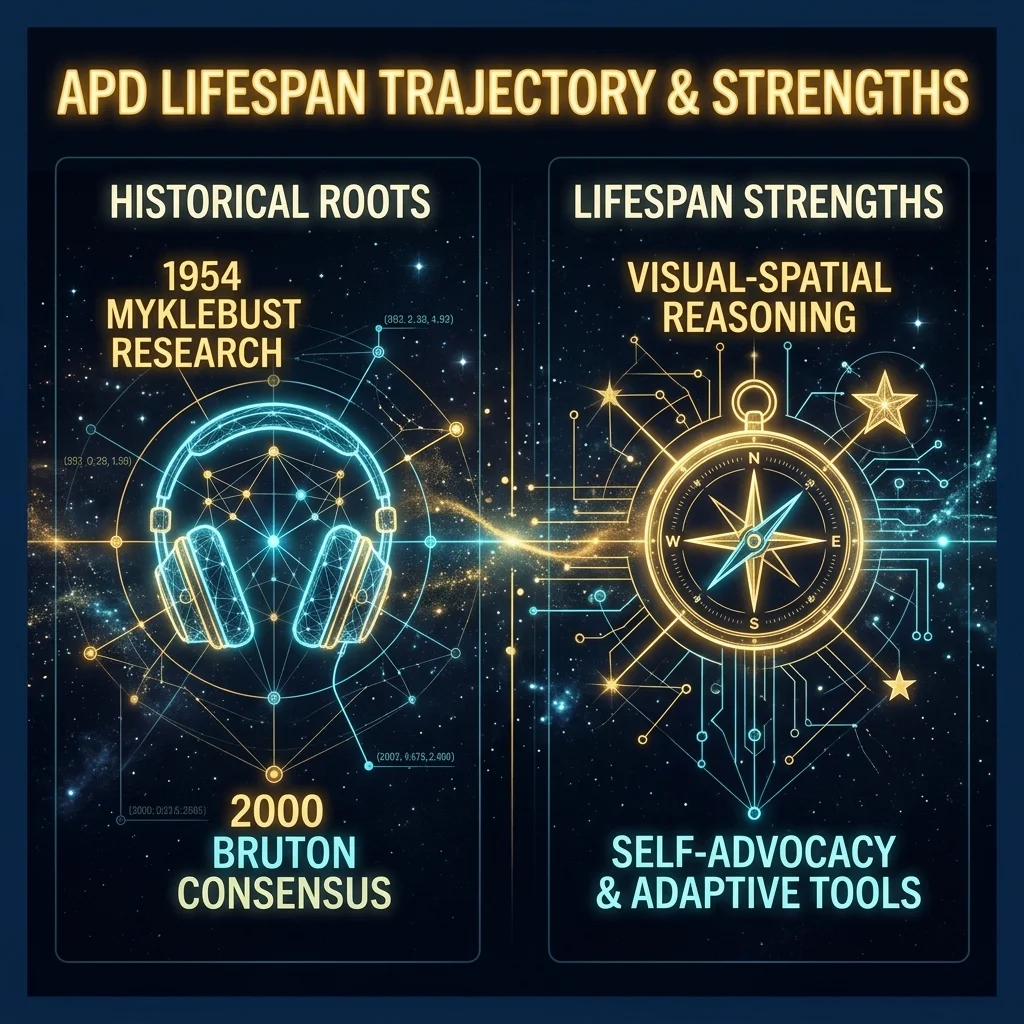 APD LIFESPAN TRAJECTORY & STRENGTHS
HISTORICAL ROOTS
1954
MYKLEBUST
RESEARCH
2000
BRUTON
CONSENSUS
LIFESPAN STRENGTHS
VISUAL-SPATIAL
REASONING
N
W
E
S
SELF-ADVOCACY
& ADAPTIVE TOOLS